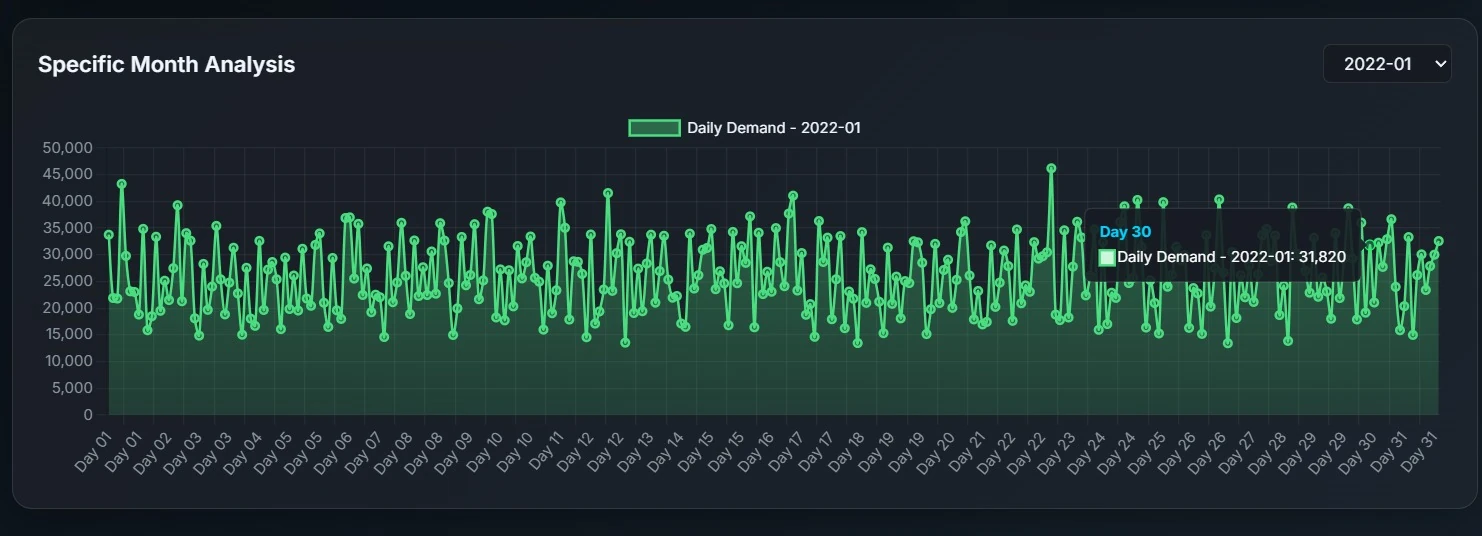 Specific Month Analysis
2022-01
Daily Demand - 2022-01
50,000
45,000
40,000
35,000
30,000
25,000
20,000
15,000
10,000
5,000
0
Day 30
Daily Demand - 2022-01: 31,820
Day 01
Day 01
Day 02
Day 03
Day 03
Day 04
Day 05
Day 05
Day 06
Day 07
Day 08
Day 08
Day 09
Day 10
Day 10
Day 11
Day 12
Day 12
Day 13
Day 14
Day 15
Day 15
Day 16
Day 17
Day 17
Day 18
Day 19
Day 19
Day 20
Day 21
Day 22
Day 22
Day 23
Day 24
Day 24
Day 25
Day 26
Day 26
Day 27
Day 28
Day 29
Day 29
Day 30
Day 31
Day 31